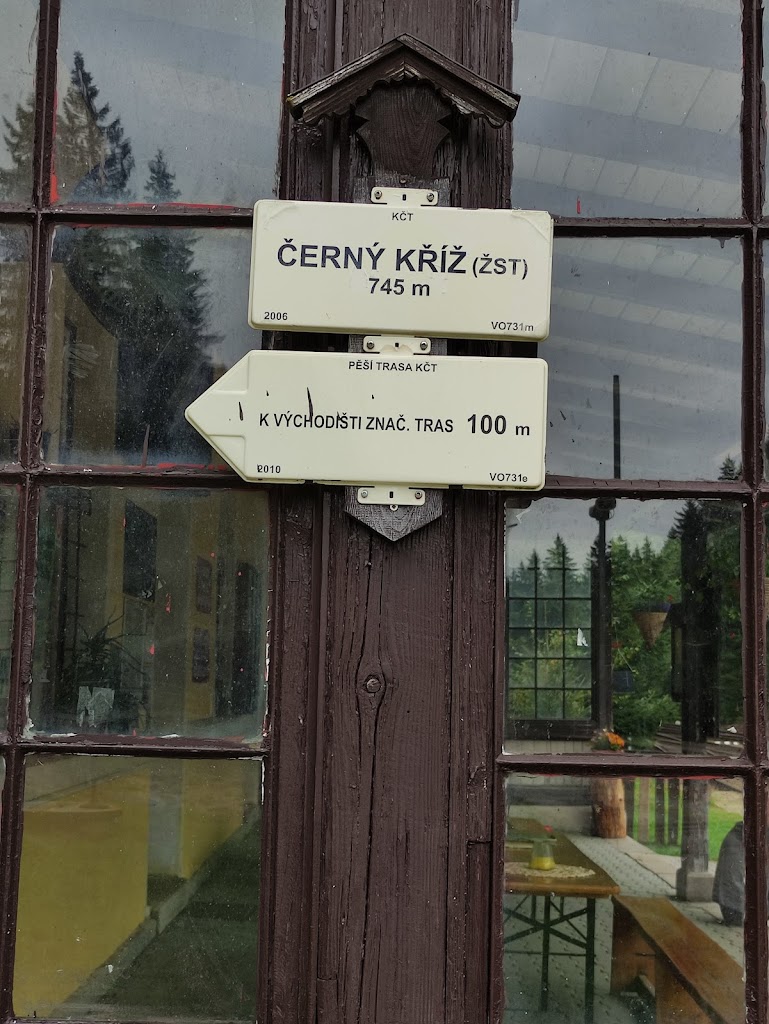 KČT
ČERNÝ KŘÍŽ (ŽST)
745 m
2006 VO731m
PĚŠÍ TRASA KČT
K VÝCHODIŠTI ZNAČ. TRAS 100 m
2010 VO731e